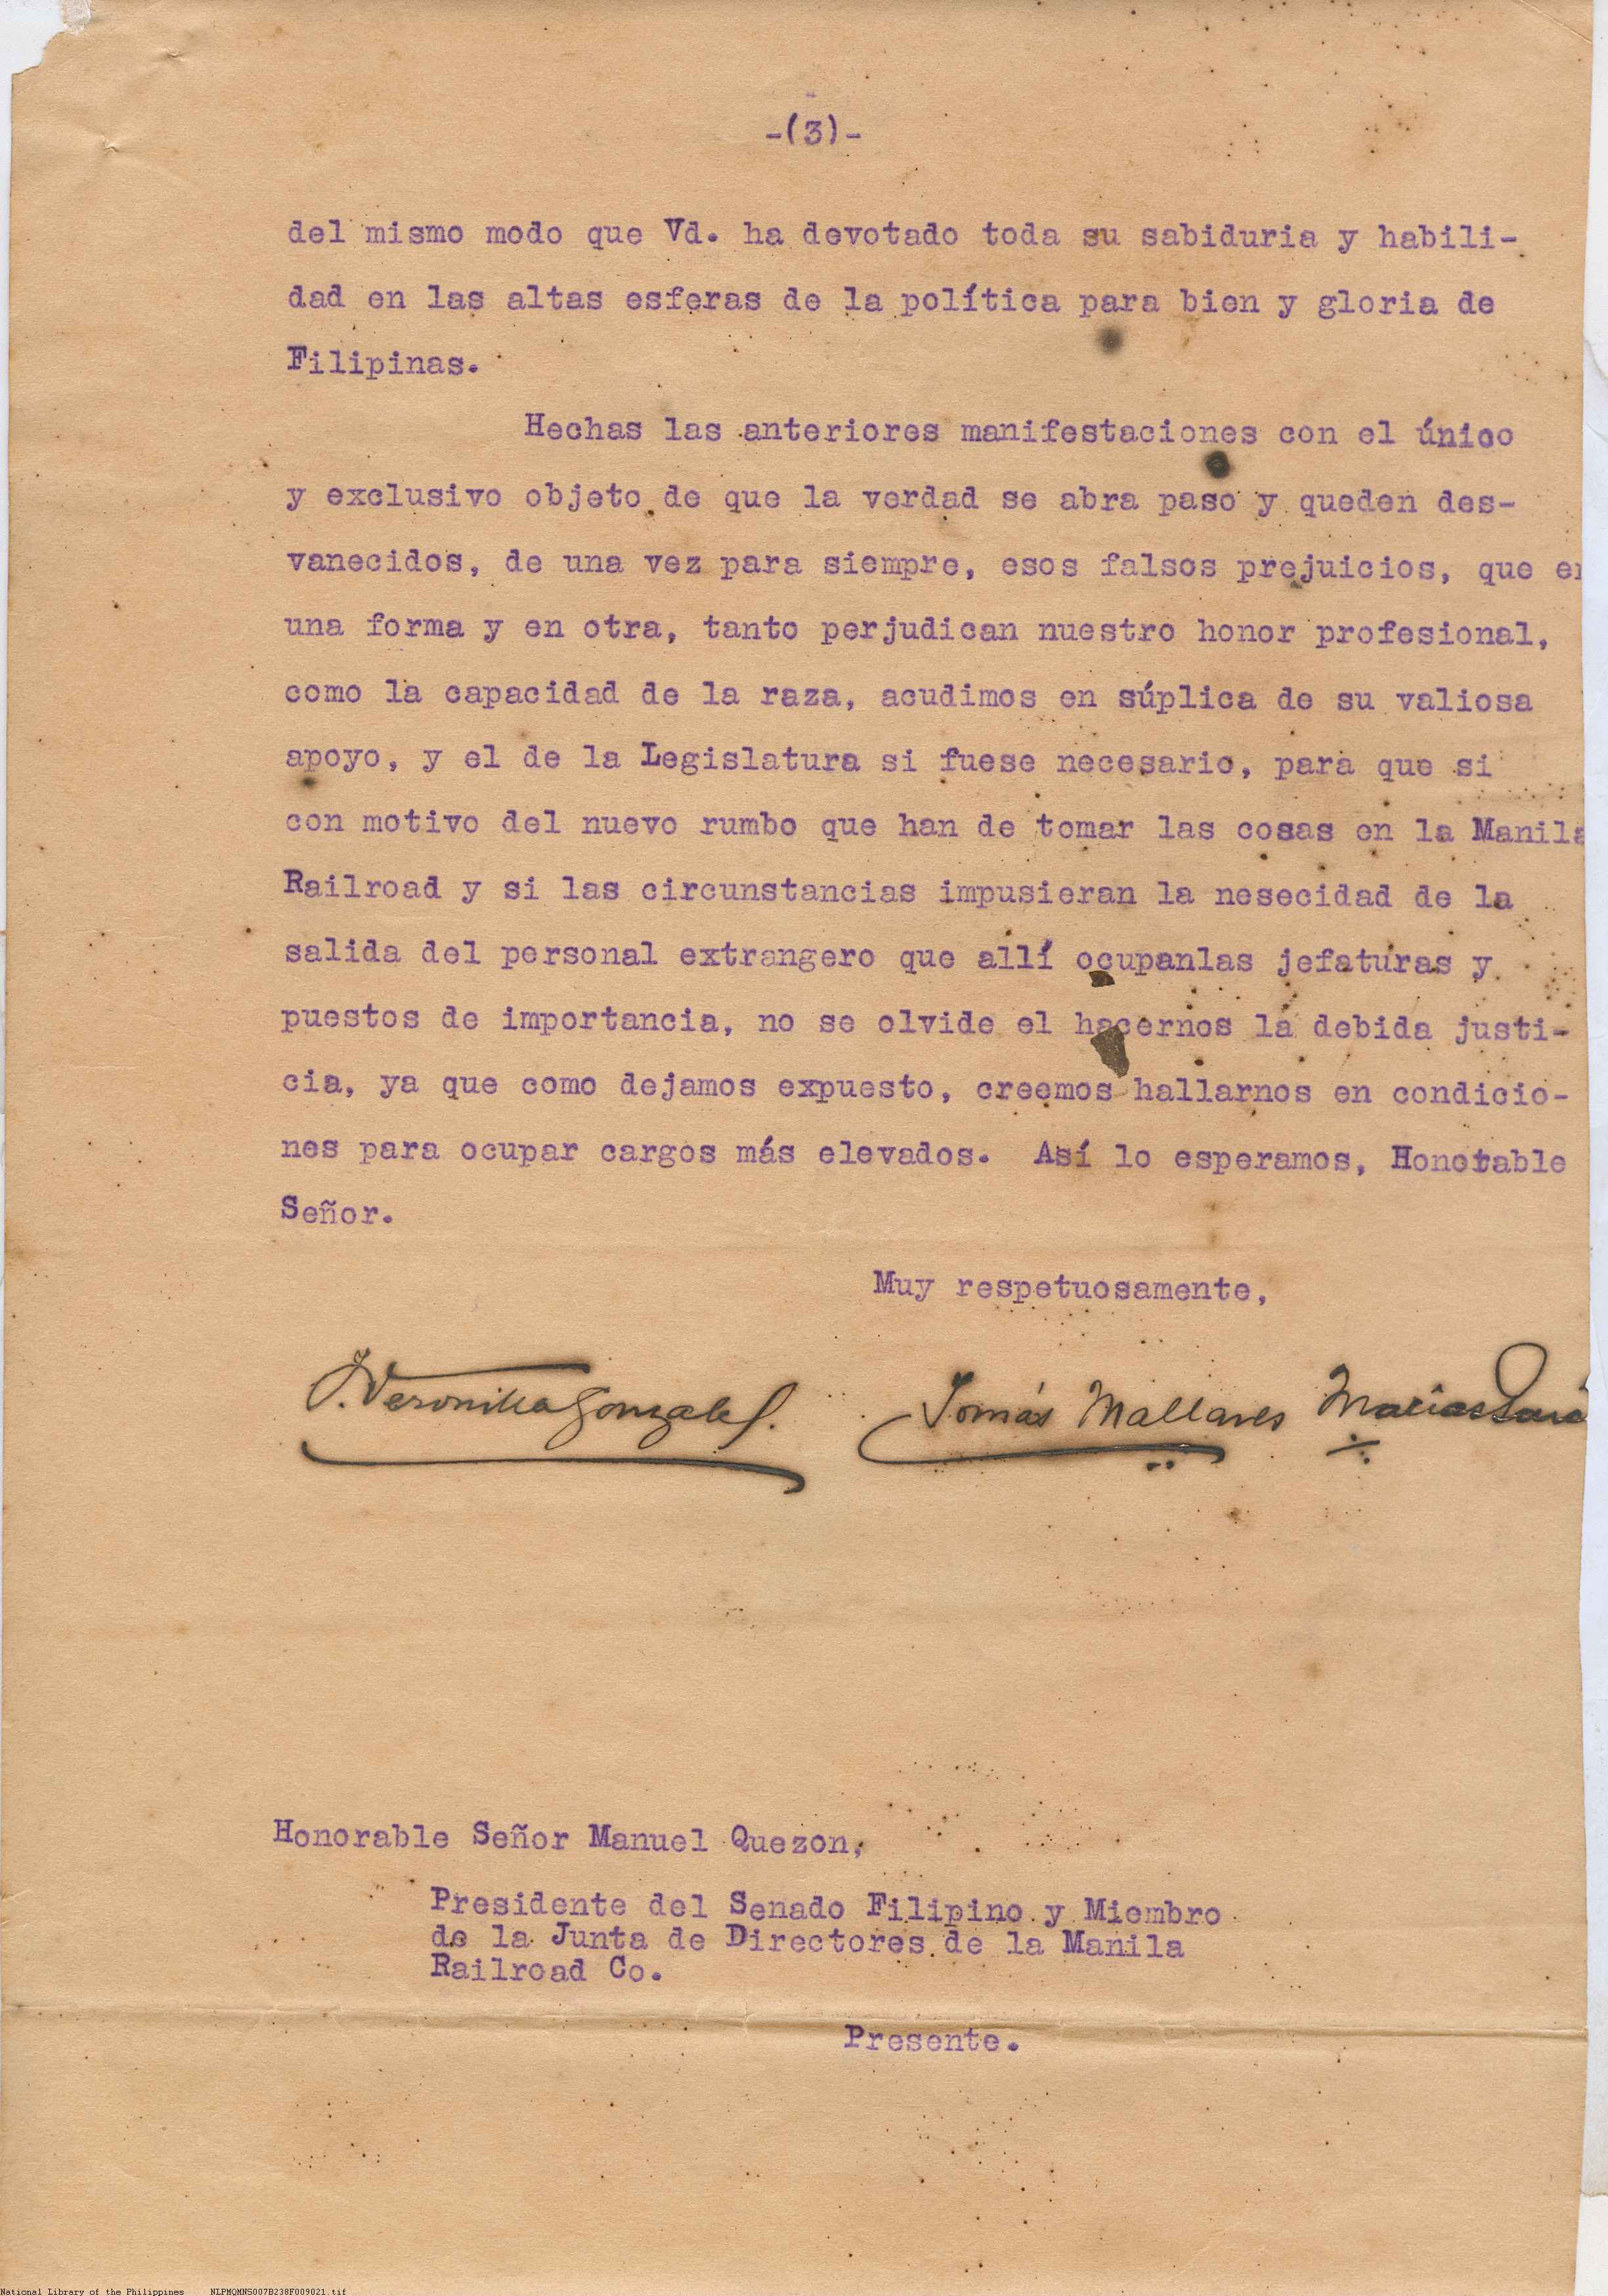 -(3)-
del mismo modo que Vd. ha devotado toda su sabiduria y habili-
dad en las altas esferas de la política para bien y gloria de
Filipinas.
Hechas las anteriores manifestaciones con el único
y exclusivo objeto de que la verdad se abra paso y queden des-
vanecidos, de una vez para siempre, esos falsos prejuicios, que en
una forma y en otra, tanto perjudican nuestro honor profesional,
como la capacidad de la raza, acudimos en súplica de su valiosa
apoyo, y el de la Legislatura si fuese necesario, para que si
con motivo del nuevo rumbo que han de tomar las cosas en la Manila
Railroad y si las circunstancias impusieran la nesecidad de la
salida del personal extrangero que allí ocupanlas jefaturas y
puestos de importancia, no se olvide el hacernos la debida justi-
cia, ya que como dejamos expuesto, creemos hallarnos en condicio-
nes para ocupar cargos más elevados. Así lo esperamos, Honorable
Señor.
Muy respetuosamente,
J. Veronilla Gonzales. Tomás Mallares Macias
Honorable Señor Manuel Quezon,
Presidente del Senado Filipino y Miembro
de la Junta de Directores de la Manila
Railroad Co.
Presente.
National Library of the Philippines NLPMQMNS007B238F009021.tif